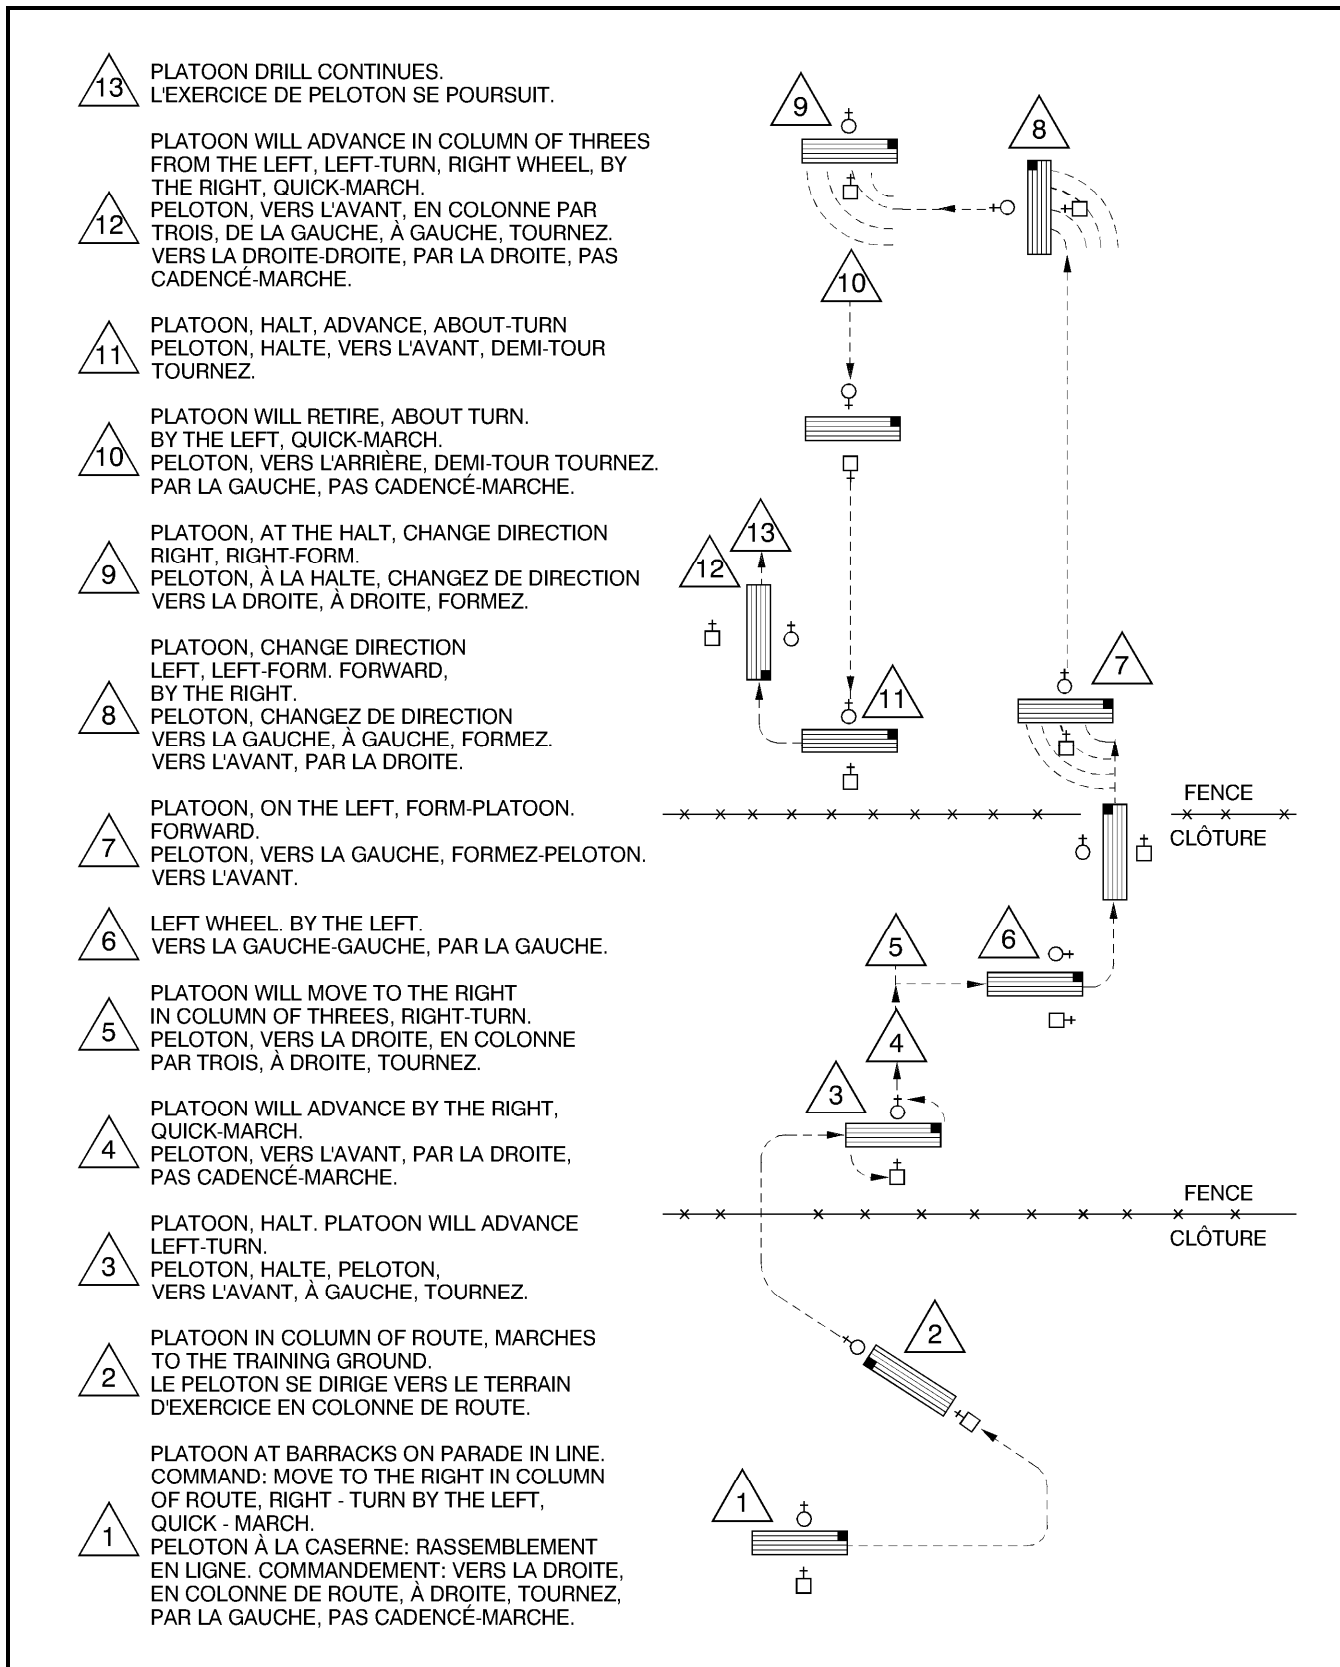 13
PLATOON DRILL CONTINUES.
L'EXERCICE DE PELOTON SE POURSUIT.
12
PLATOON WILL ADVANCE IN COLUMN OF THREES
FROM THE LEFT, LEFT-TURN, RIGHT WHEEL, BY
THE RIGHT, QUICK-MARCH.
PELOTON, VERS L'AVANT, EN COLONNE PAR
TROIS, DE LA GAUCHE, À GAUCHE, TOURNEZ.
VERS LA DROITE-DROITE, PAR LA DROITE, PAS
CADENCÉ-MARCHE.
11
PLATOON, HALT, ADVANCE, ABOUT-TURN
PELOTON, HALTE, VERS L'AVANT, DEMI-TOUR
TOURNEZ.
10
PLATOON WILL RETIRE, ABOUT TURN.
BY THE LEFT, QUICK-MARCH.
PELOTON, VERS L'ARRIÈRE, DEMI-TOUR TOURNEZ.
PAR LA GAUCHE, PAS CADENCÉ-MARCHE.
9
PLATOON, AT THE HALT, CHANGE DIRECTION
RIGHT, RIGHT-FORM.
PELOTON, À LA HALTE, CHANGEZ DE DIRECTION
VERS LA DROITE, À DROITE, FORMEZ.
8
PLATOON, CHANGE DIRECTION
LEFT, LEFT-FORM. FORWARD,
BY THE RIGHT.
PELOTON, CHANGEZ DE DIRECTION
VERS LA GAUCHE, À GAUCHE, FORMEZ.
VERS L'AVANT, PAR LA DROITE.
7
PLATOON, ON THE LEFT, FORM-PLATOON.
FORWARD.
PELOTON, VERS LA GAUCHE, FORMEZ-PELOTON.
VERS L'AVANT.
6
LEFT WHEEL. BY THE LEFT.
VERS LA GAUCHE-GAUCHE, PAR LA GAUCHE.
5
PLATOON WILL MOVE TO THE RIGHT
IN COLUMN OF THREES, RIGHT-TURN.
PELOTON, VERS LA DROITE, EN COLONNE
PAR TROIS, À DROITE, TOURNEZ.
4
PLATOON WILL ADVANCE BY THE RIGHT,
QUICK-MARCH.
PELOTON, VERS L'AVANT, PAR LA DROITE,
PAS CADENCÉ-MARCHE.
3
PLATOON, HALT. PLATOON WILL ADVANCE
LEFT-TURN.
PELOTON, HALTE, PELOTON,
VERS L'AVANT, À GAUCHE, TOURNEZ.
2
PLATOON IN COLUMN OF ROUTE, MARCHES
TO THE TRAINING GROUND.
LE PELOTON SE DIRIGE VERS LE TERRAIN
D'EXERCICE EN COLONNE DE ROUTE.
1
PLATOON AT BARRACKS ON PARADE IN LINE.
COMMAND: MOVE TO THE RIGHT IN COLUMN
OF ROUTE, RIGHT - TURN BY THE LEFT,
QUICK - MARCH.
PELOTON À LA CASERNE: RASSEMBLEMENT
EN LIGNE. COMMANDEMENT: VERS LA DROITE,
EN COLONNE DE ROUTE, À DROITE, TOURNEZ,
PAR LA GAUCHE, PAS CADENCÉ-MARCHE.
9
8
10
13
12
7
11
FENCE
CLÔTURE
5
6
4
3
FENCE
CLÔTURE
2
1